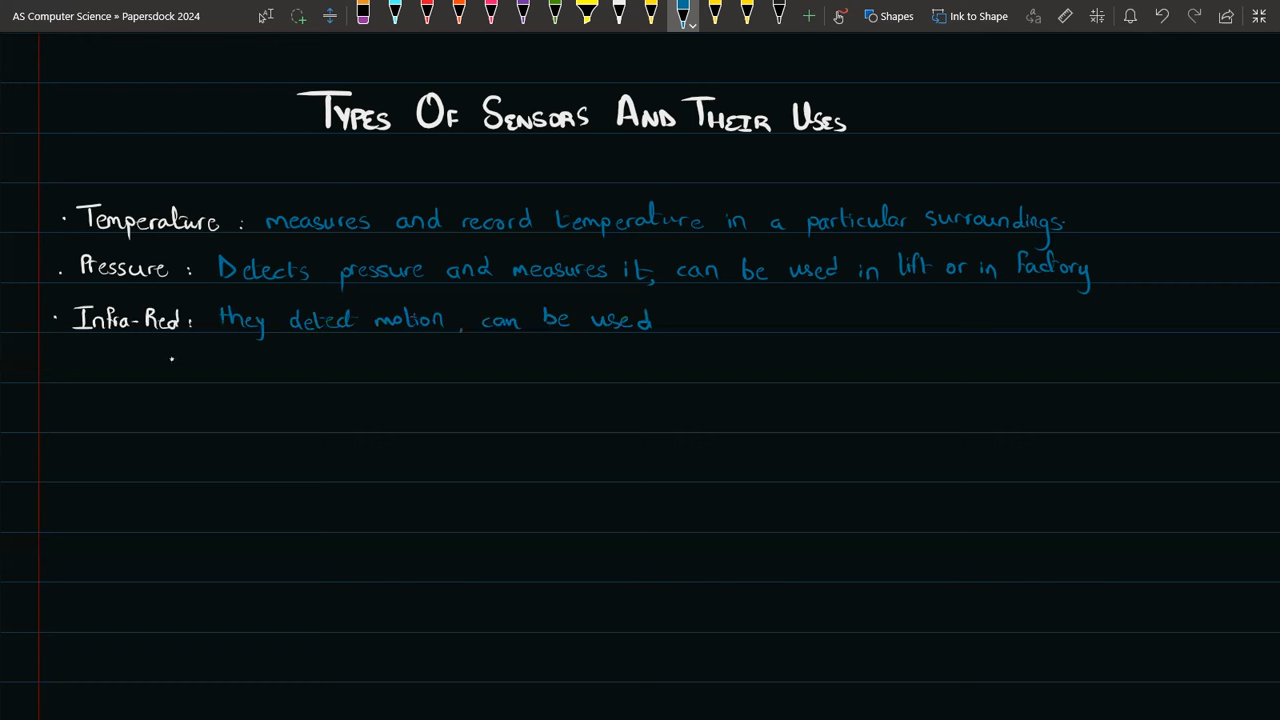 AS Computer Science » Papersdock 2024
Shapes
Ink to Shape
TYPES OF SENSORS AND THEIR USES
· Temperature : measures and record temperature in a particular surroundings.
· Pressure : Detects pressure and measures it, can be used in lift or in factory
· Infra-Red : they detect motion, can be used